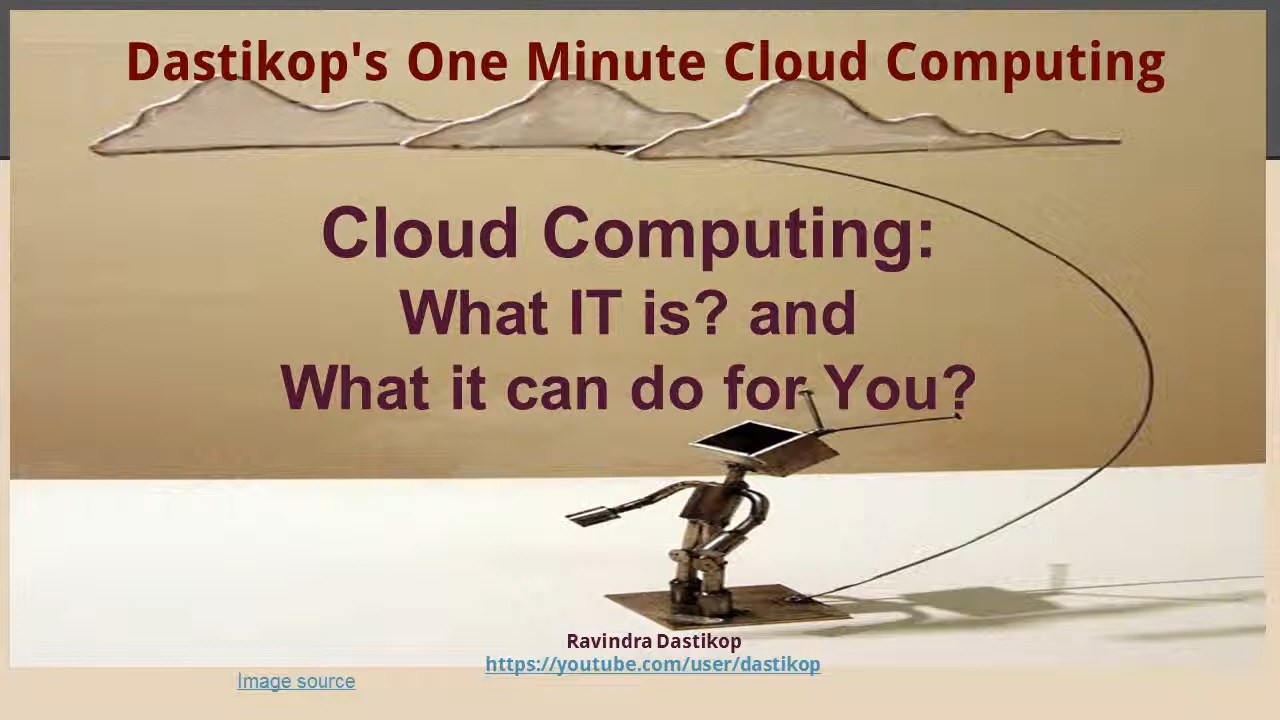 Dastikop's One Minute Cloud Computing
Cloud Computing:
What IT is? and
What it can do for You?
Ravindra Dastikop
https://youtube.com/user/dastikop
Image source